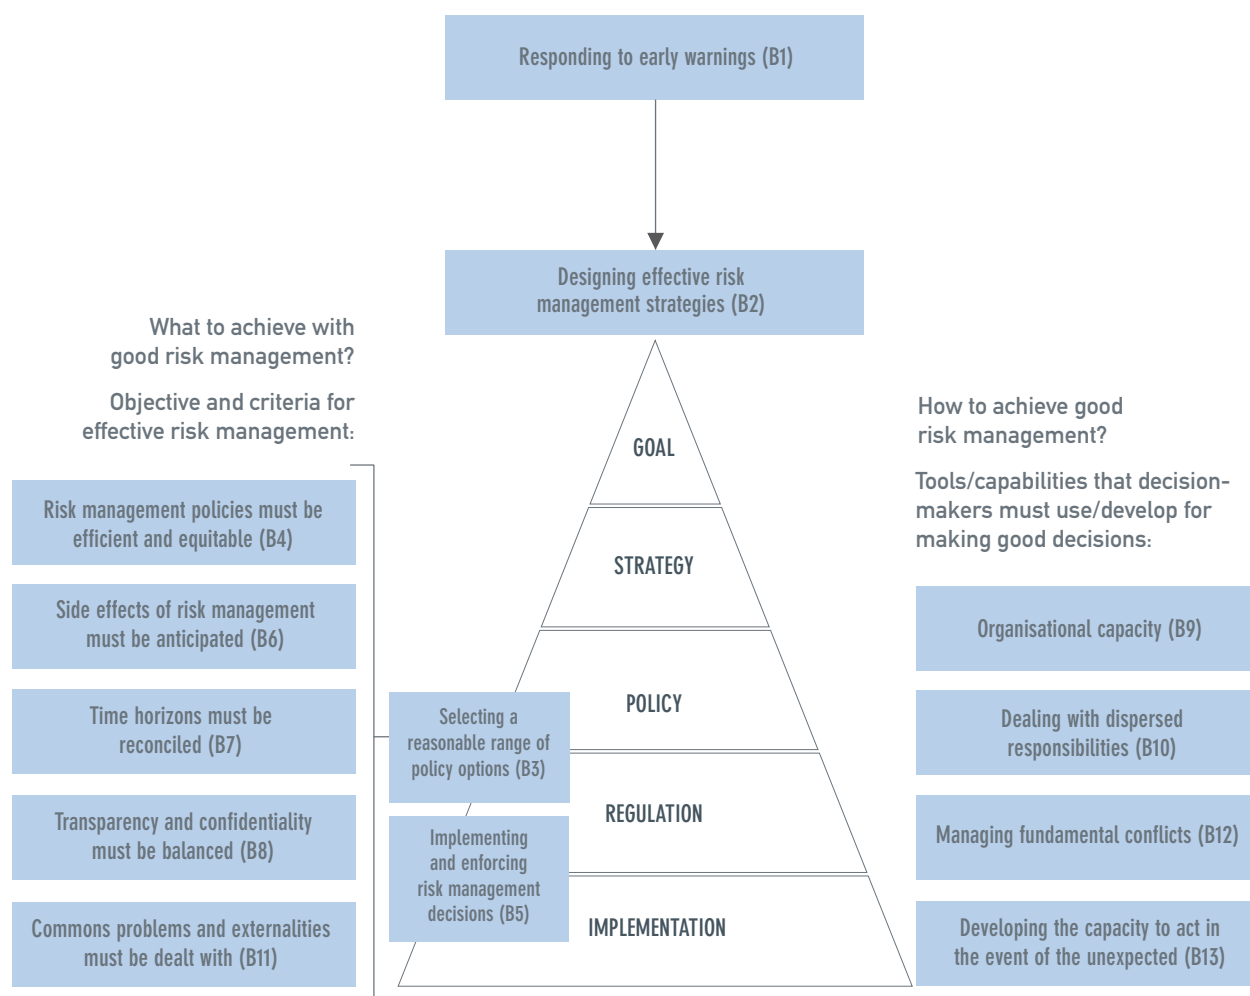 Responding to early warnings (B1)
Designing effective risk
management strategies (B2)
What to achieve with
good risk management?
Objective and criteria for
effective risk management:
Risk management policies must be
efficient and equitable (B4)
Side effects of risk management
must be anticipated (B6)
Time horizons must be
reconciled (B7)
Transparency and confidentiality
must be balanced (B8)
Commons problems and externalities
must be dealt with (B11)
GOAL
STRATEGY
POLICY
REGULATION
IMPLEMENTATION
Selecting a
reasonable range of
policy options (B3)
Implementing
and enforcing
risk management
decisions (B5)
How to achieve good
risk management?
Tools/capabilities that decision-
makers must use/develop for
making good decisions:
Organisational capacity (B9)
Dealing with dispersed
responsibilities (B10)
Managing fundamental conflicts (B12)
Developing the capacity to act in
the event of the unexpected (B13)